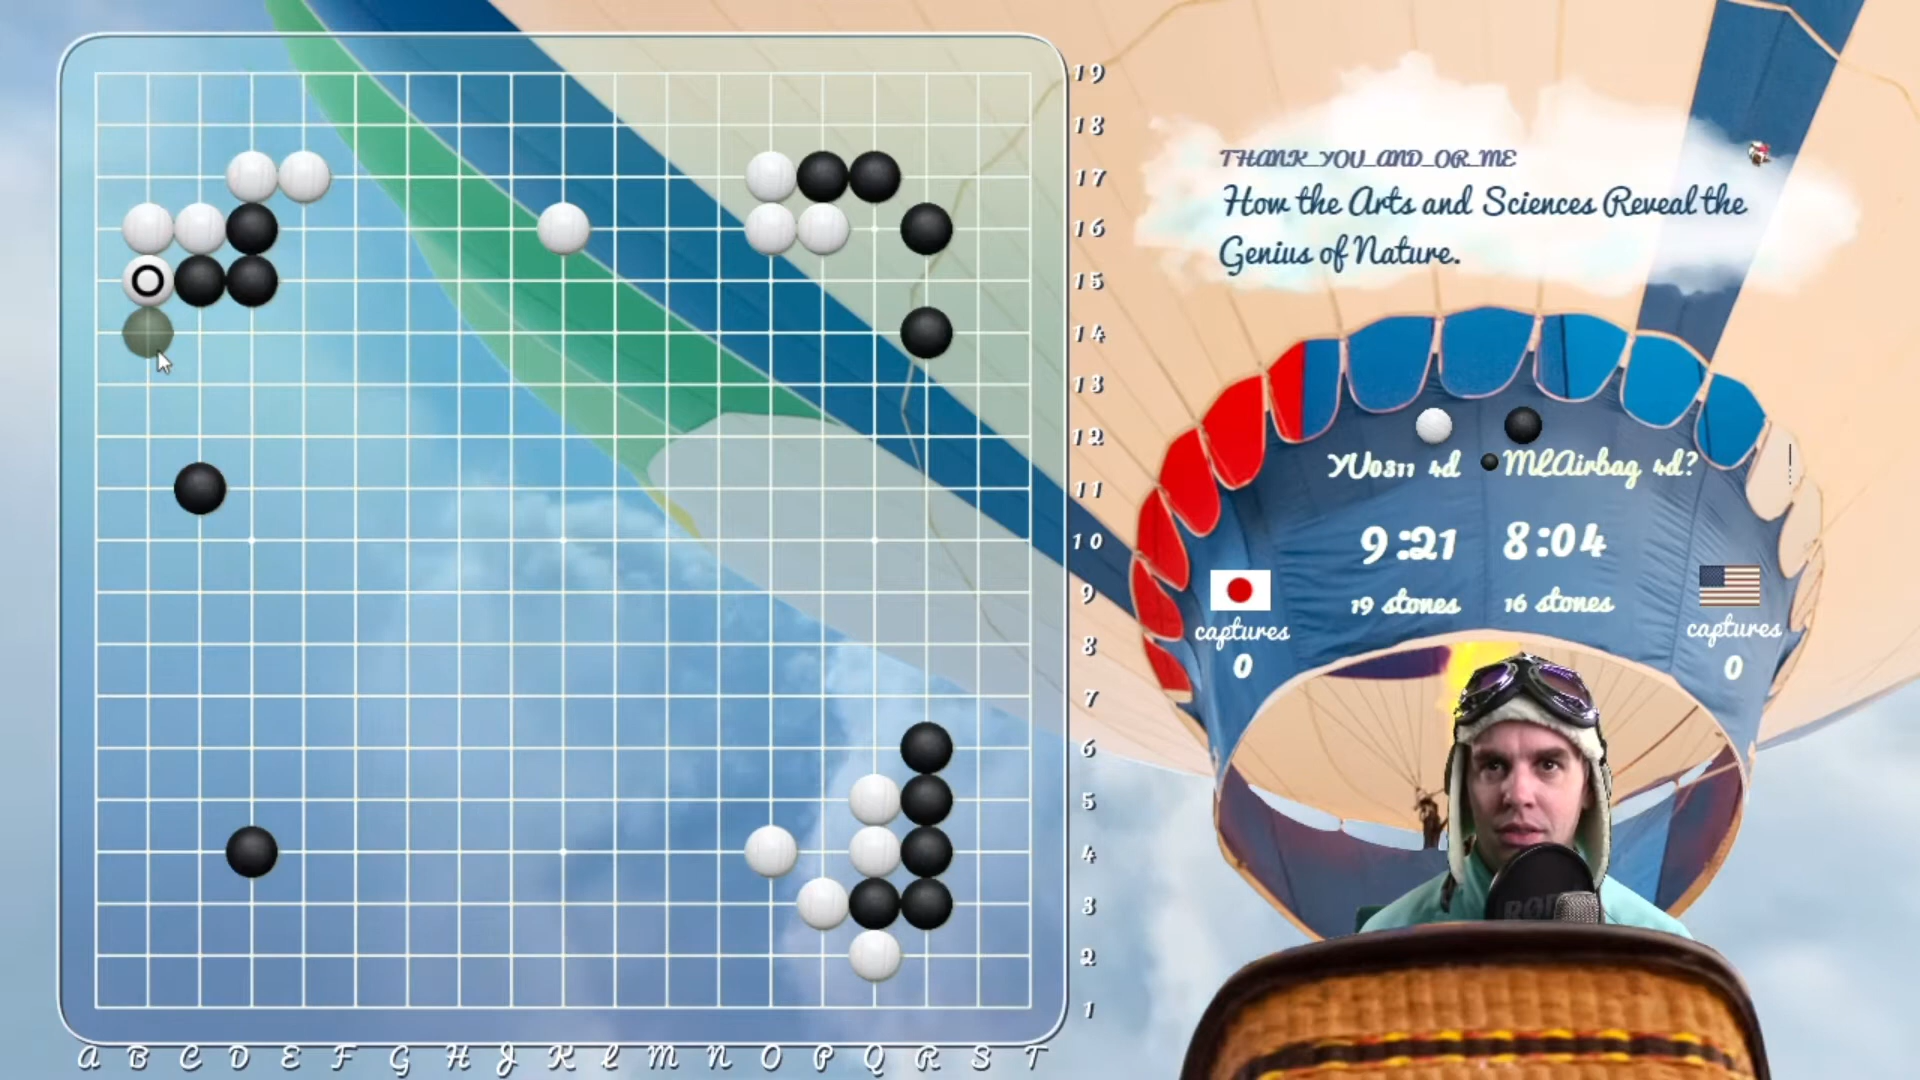 19
18
THANK_YOU_AND_OR_ME
17
How the Arts and Sciences Reveal the
16
Genius of Nature.
15
14
13
12
YU0311 4d MLAirbag 4d?
11
10
9:21 8:04
9
19 stones 16 stones
captures captures
8
0 0
7
6
5
4
3
RØDE
2
1
A B C D E F G H J K L M N O P Q R S T